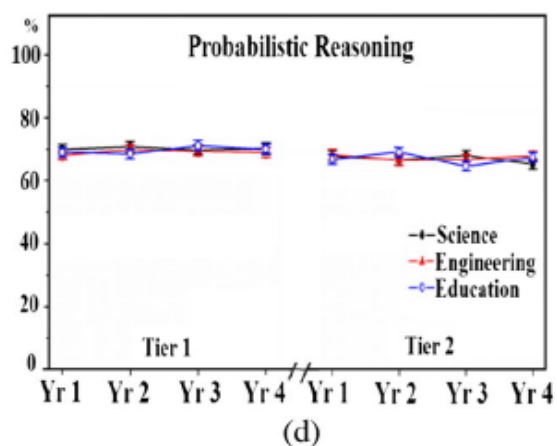 %
Probabilistic Reasoning
100
80
60
40
20
0
Science
Engineering
Education
Tier 1
Tier 2
Yr 1 Yr 2 Yr 3 Yr 4 // Yr 1 Yr 2 Yr 3 Yr 4
(d)